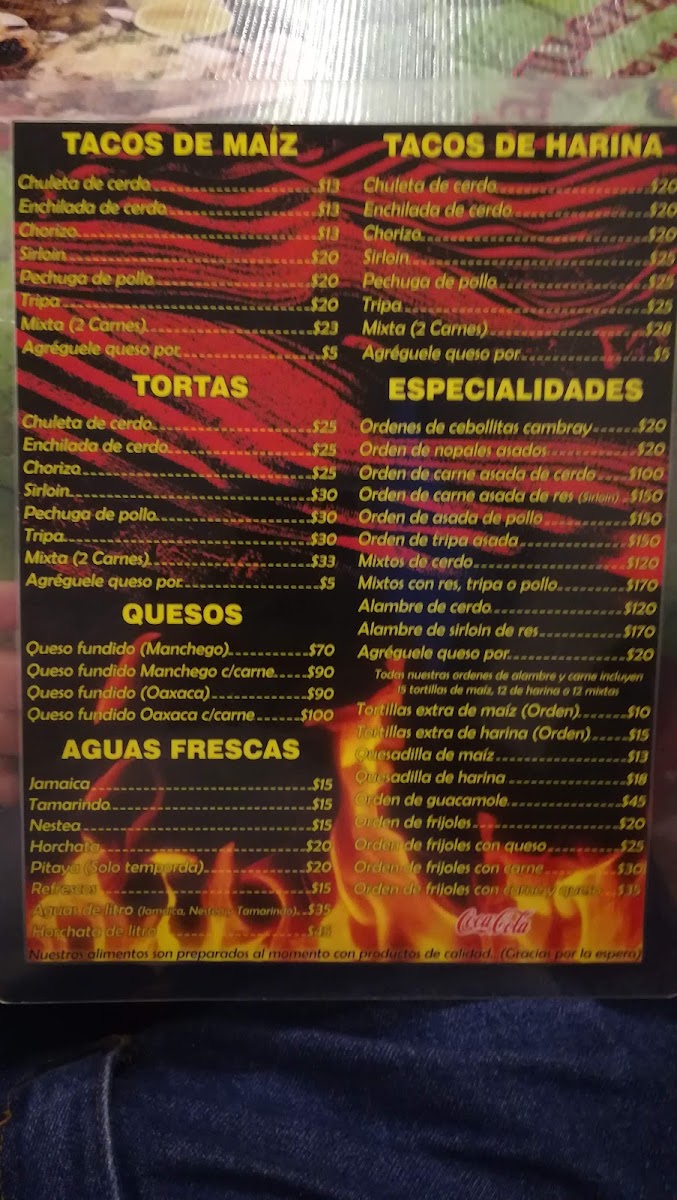 TACOS DE MAÍZ
Chuleta de cerdo $13
Enchilada de cerdo $13
Chorizo $13
Sirloin $20
Pechuga de pollo $20
Tripa $20
Mixta (2 Carnes) $23
Agréguele queso por $5
TORTAS
Chuleta de cerdo $25
Enchilada de cerdo $25
Chorizo $25
Sirloin $30
Pechuga de pollo $30
Tripa $30
Mixta (2 Carnes) $33
Agréguele queso por $5
QUESOS
Queso fundido (Manchego) $70
Queso fundido Manchego c/carne $90
Queso fundido (Oaxaca) $90
Queso fundido Oaxaca c/carne $100
AGUAS FRESCAS
Jamaica $15
Tamarindo $15
Nestea $15
Horchata $20
Pitaya (Solo temporda) $20
Refrescos $15
Aguas de litro (Jamaica, Nestea y Tamarindo) $35
Horchata de litro $45
TACOS DE HARINA
Chuleta de cerdo $20
Enchilada de cerdo $20
Chorizo $20
Sirloin $25
Pechuga de pollo $25
Tripa $25
Mixta (2 Carnes) $28
Agréguele queso por $5
ESPECIALIDADES
Ordenes de cebollitas cambray $20
Orden de nopales asados $20
Orden de carne asada de cerdo $100
Orden de carne asada de res (Sirloin) $150
Orden de asada de pollo $150
Orden de tripa asada $150
Mixtos de cerdo $120
Mixtos con res, tripa o pollo $170
Alambre de cerdo $120
Alambre de sirloin de res $170
Agréguele queso por $20
Todas nuestras ordenes de alambre y carne incluyen
15 tortillas de maíz, 12 de harina o 12 mixtas
Tortillas extra de maíz (Orden) $10
Tortillas extra de harina (Orden) $15
Quesadilla de maíz $13
Quesadilla de harina $18
Orden de guacamole $45
Orden de frijoles $20
Orden de frijoles con queso $25
Orden de frijoles con carne $30
Orden de frijoles con carne y queso $35
Coca-Cola
Nuestros alimentos son preparados al momento con productos de calidad. (Gracias por la espera)